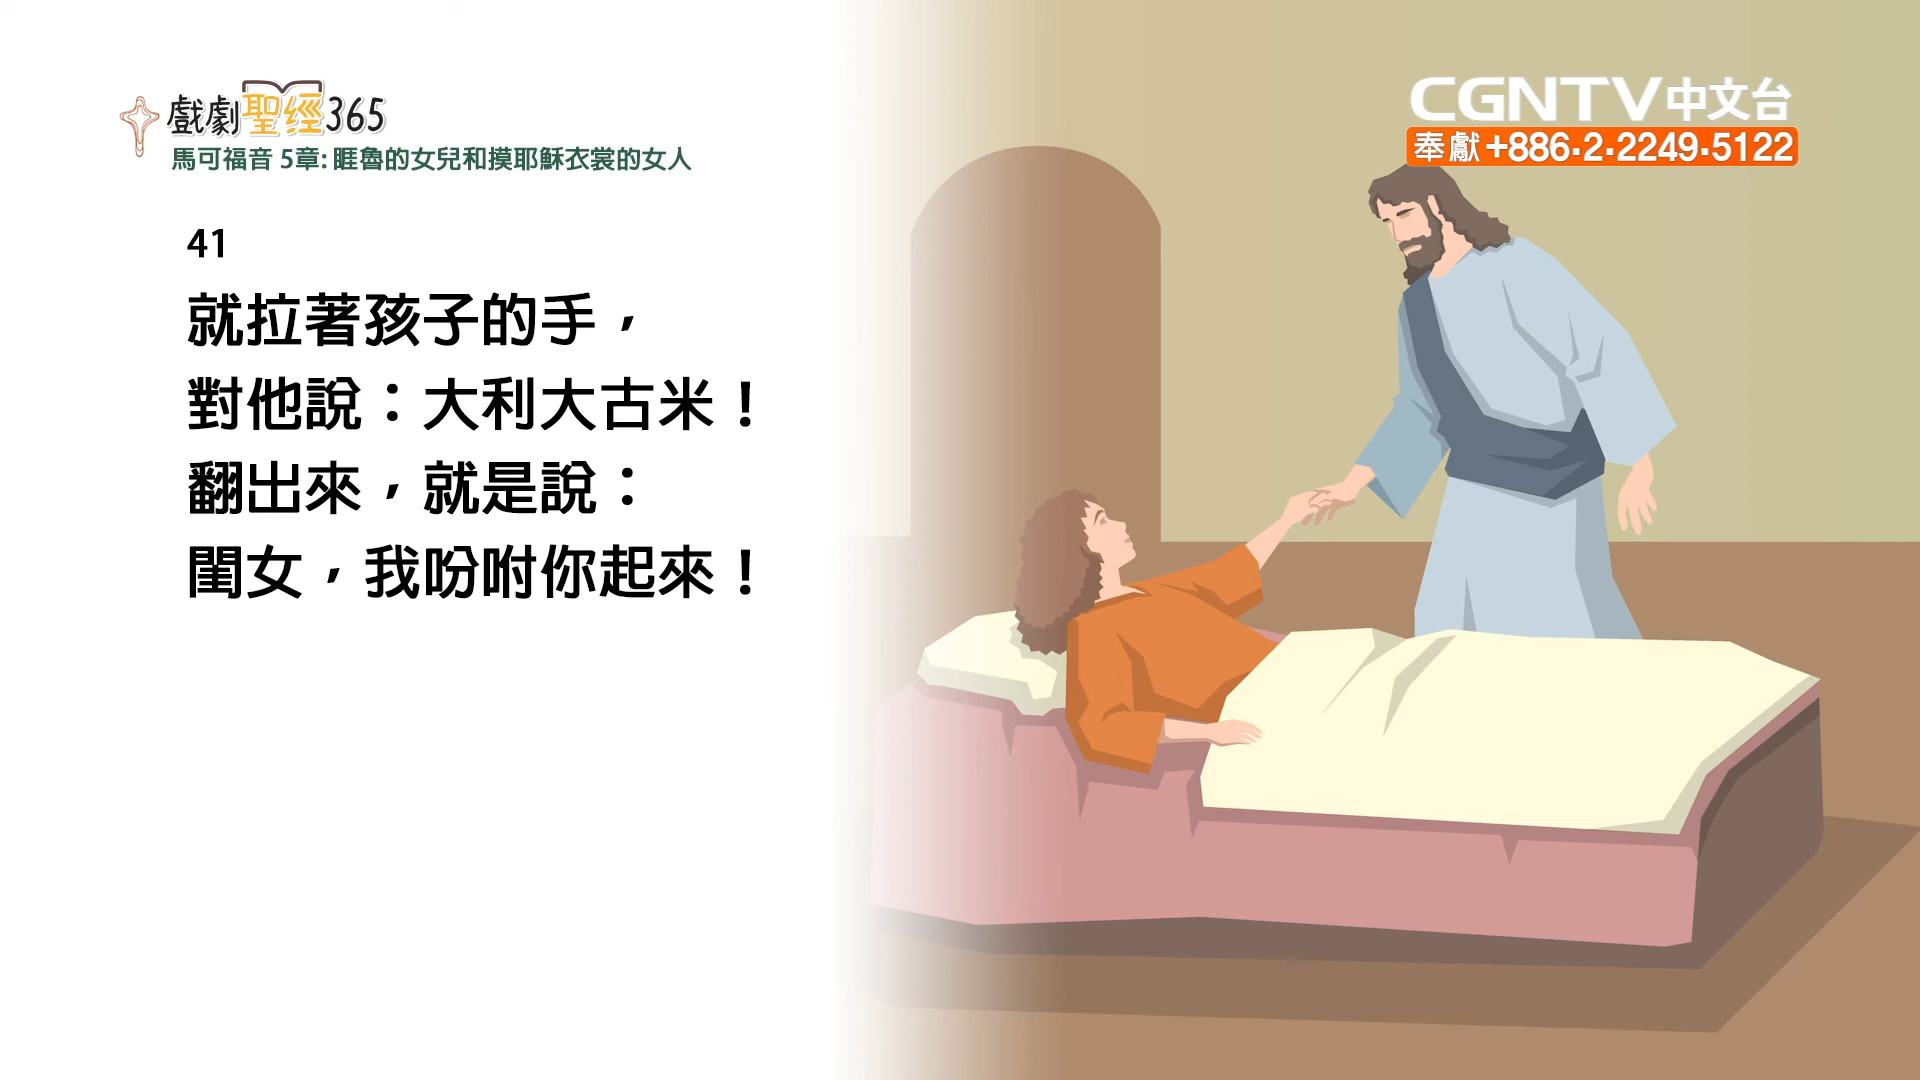 戲劇聖經365
馬可福音 5章: 睚魯的女兒和摸耶穌衣裳的女人
CGNTV中文台
奉獻 +886·2·2249·5122
41
就拉著孩子的手，
對他說：大利大古米！
翻出來，就是說：
閨女，我吩咐你起來！